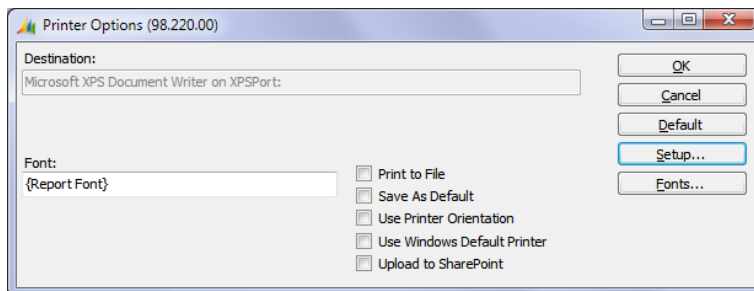 Printer Options (98.220.00)
Destination:
Microsoft XPS Document Writer on XPSPort:
Font:
{Report Font}
Print to File
Save As Default
Use Printer Orientation
Use Windows Default Printer
Upload to SharePoint
OK
Cancel
Default
Setup...
Fonts...